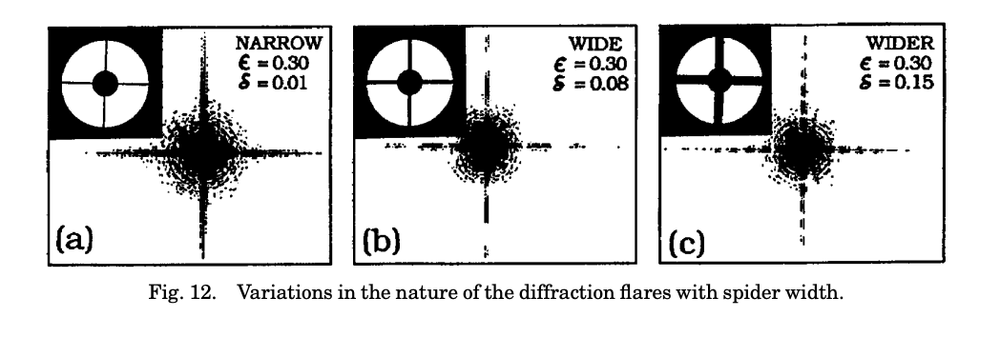 NARROW
ϵ = 0.30
δ = 0.01
(a)
WIDE
ϵ = 0.30
δ = 0.08
(b)
WIDER
ϵ = 0.30
δ = 0.15
(c)
Fig. 12. Variations in the nature of the diffraction flares with spider width.